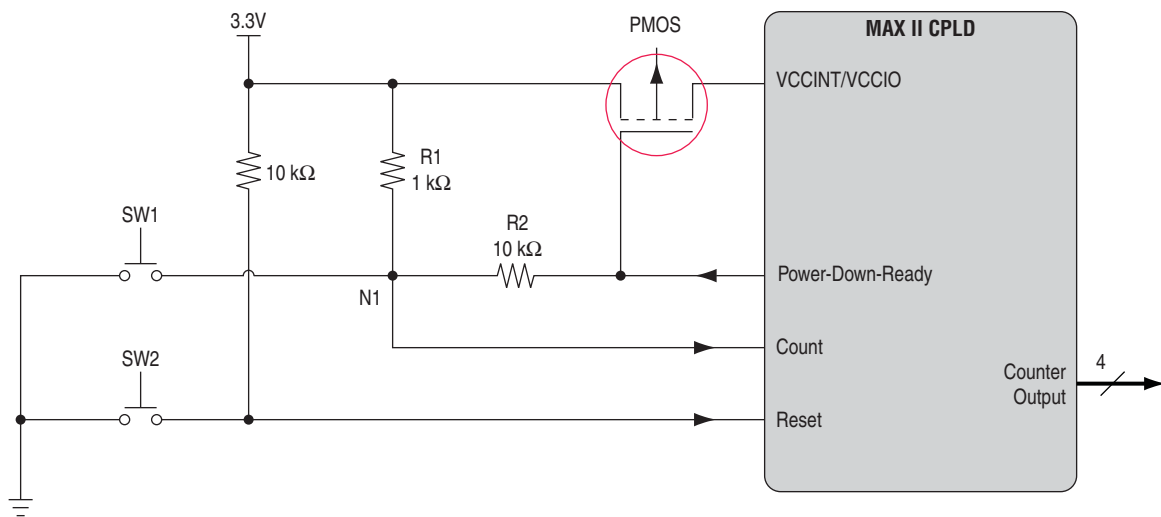 3.3V
PMOS
MAX II CPLD
VCCINT/VCCIO
10 kΩ
R1
1 kΩ
SW1
R2
10 kΩ
N1
Power-Down-Ready
Count
SW2
Counter
Output
4
Reset